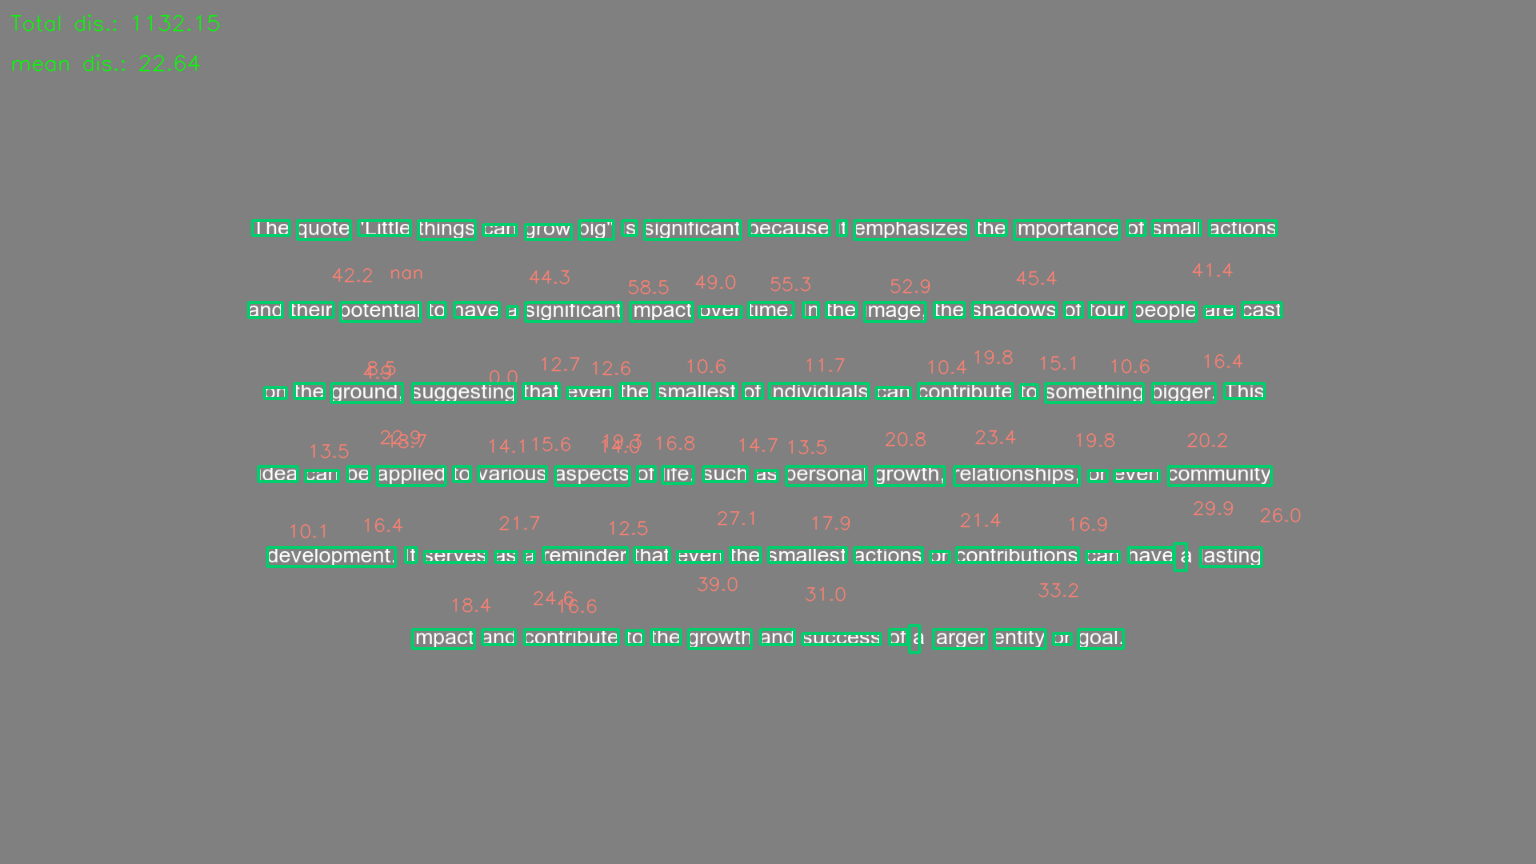 Total dis.: 1132.15
mean dis.: 22.64
The quote 'Little things can grow big" is significant because it emphasizes the importance of small actions
42.2 nan 44.3 58.5 49.0 55.3 52.9 45.4 41.4
and their potential to have a significant impact over time. In the image, the shadows of four people are cast
8.5 4.9 0.0 12.7 12.6 10.6 11.7 10.4 19.8 15.1 10.6 16.4
on the ground, suggesting that even the smallest of individuals can contribute to something bigger. This
13.5 22.9 18.7 14.1 15.6 19.3 14.0 16.8 14.7 13.5 20.8 23.4 19.8 20.2
idea can be applied to various aspects of life, such as personal growth, relationships, or even community
10.1 16.4 21.7 12.5 27.1 17.9 21.4 16.9 29.9 26.0
development. It serves as a reminder that even the smallest actions or contributions can have a lasting
18.4 24.6 16.6 39.0 31.0 33.2
impact and contribute to the growth and success of a larger entity or goal.